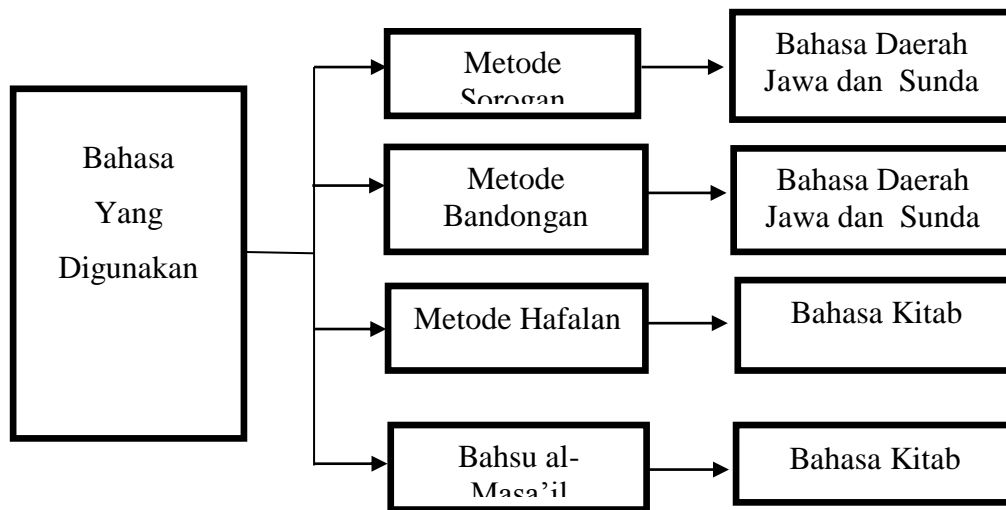 Bahasa
Yang
Digunakan
Metode
Sorogan
Bahasa Daerah
Jawa dan Sunda
Metode
Bandongan
Bahasa Daerah
Jawa dan Sunda
Metode Hafalan
Bahasa Kitab
Bahsu al-
Masa’il
Bahasa Kitab